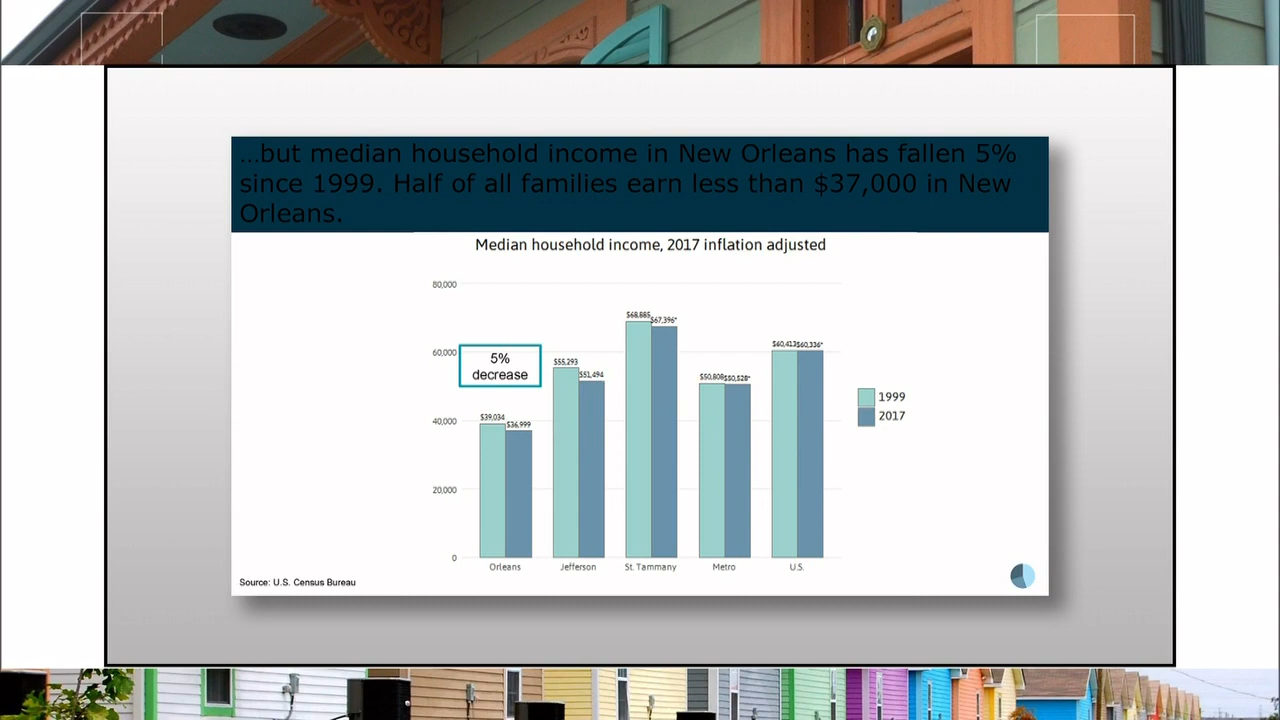 ...but median household income in New Orleans has fallen 5%
since 1999. Half of all families earn less than $37,000 in New
Orleans.
Median household income, 2017 inflation adjusted
80,000
60,000
40,000
20,000
0
5%
decrease
$39,034
$36,999
$55,293
$51,494
$68,885
$67,396*
$50,808
$50,528*
$60,413
$60,336*
1999
2017
Orleans
Jefferson
St. Tammany
Metro
U.S.
Source: U.S. Census Bureau